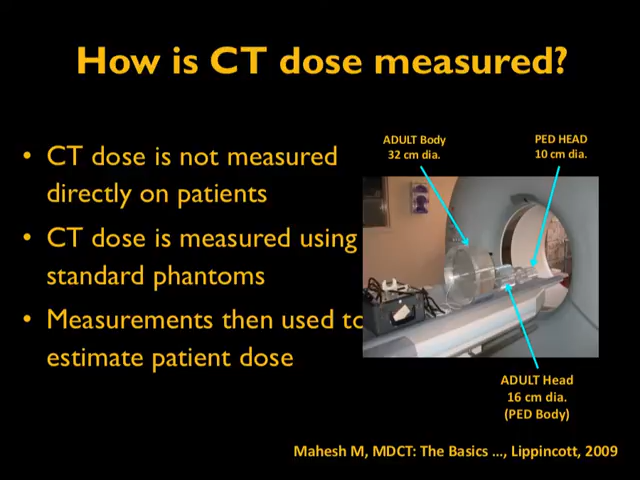 How is CT dose measured?
• CT dose is not measured
directly on patients
• CT dose is measured using
standard phantoms
• Measurements then used to
estimate patient dose
ADULT Body
32 cm dia.
PED HEAD
10 cm dia.
ADULT Head
16 cm dia.
(PED Body)
Mahesh M, MDCT: The Basics ..., Lippincott, 2009